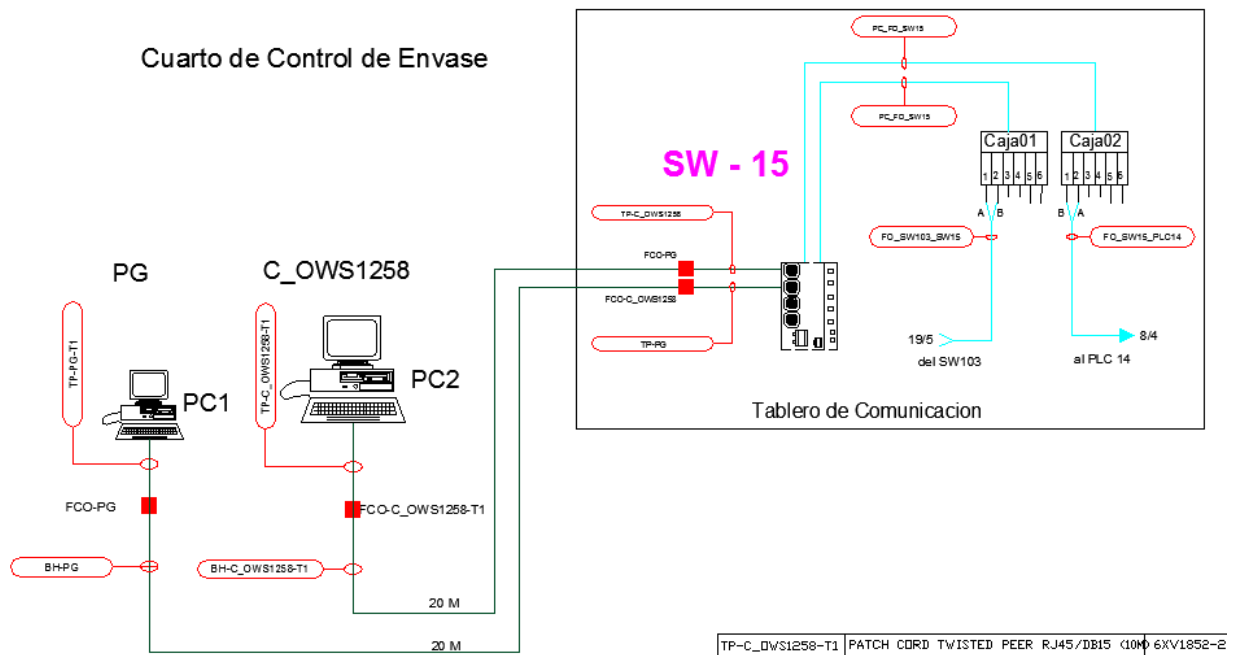 Cuarto de Control de Envase
PC_FO_SW15
PC_FO_SW15
SW - 15
Caja01
1 2 3 4 5 6
Caja02
1 2 3 4 5 6
A B
B A
FO_SW103_SW15
FO_SW15_PLC14
TP-C_OWS1258
FCO-PG
FCO-C_OWS1258
TP-PG
19/5
del SW103
8/4
al PLC 14
Tablero de Comunicacion
PG
C_OWS1258
TP-PG-T1
TP-C_OWS1258-T1
PC1
PC2
FCO-PG
FCO-C_OWS1258-T1
BH-PG
BH-C_OWS1258-T1
20 M
20 M
TP-C_OWS1258-T1 PATCH CORD TWISTED PEER RJ45/DB15 (10M) 6XV1852-2